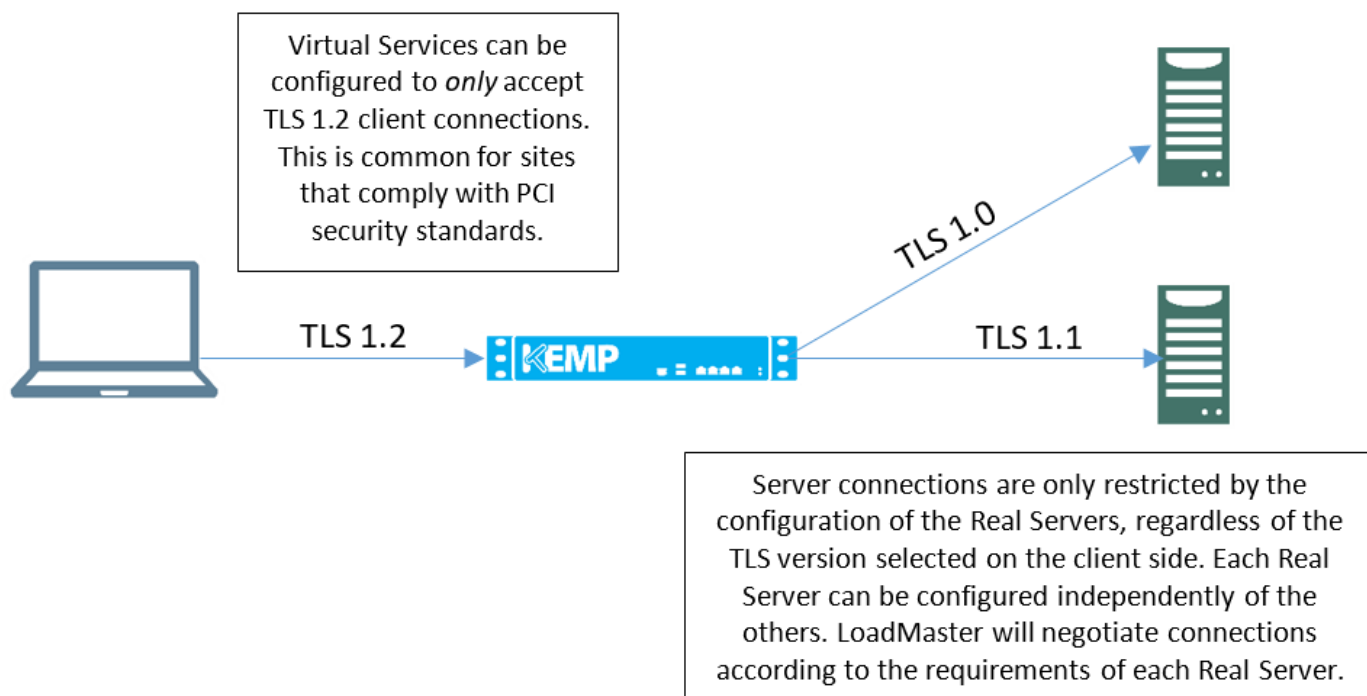 Virtual Services can be
configured to only accept
TLS 1.2 client connections.
This is common for sites
that comply with PCI
security standards.
TLS 1.0
TLS 1.2
KEMP
TLS 1.1
Server connections are only restricted by the
configuration of the Real Servers, regardless of the
TLS version selected on the client side. Each Real
Server can be configured independently of the
others. LoadMaster will negotiate connections
according to the requirements of each Real Server.